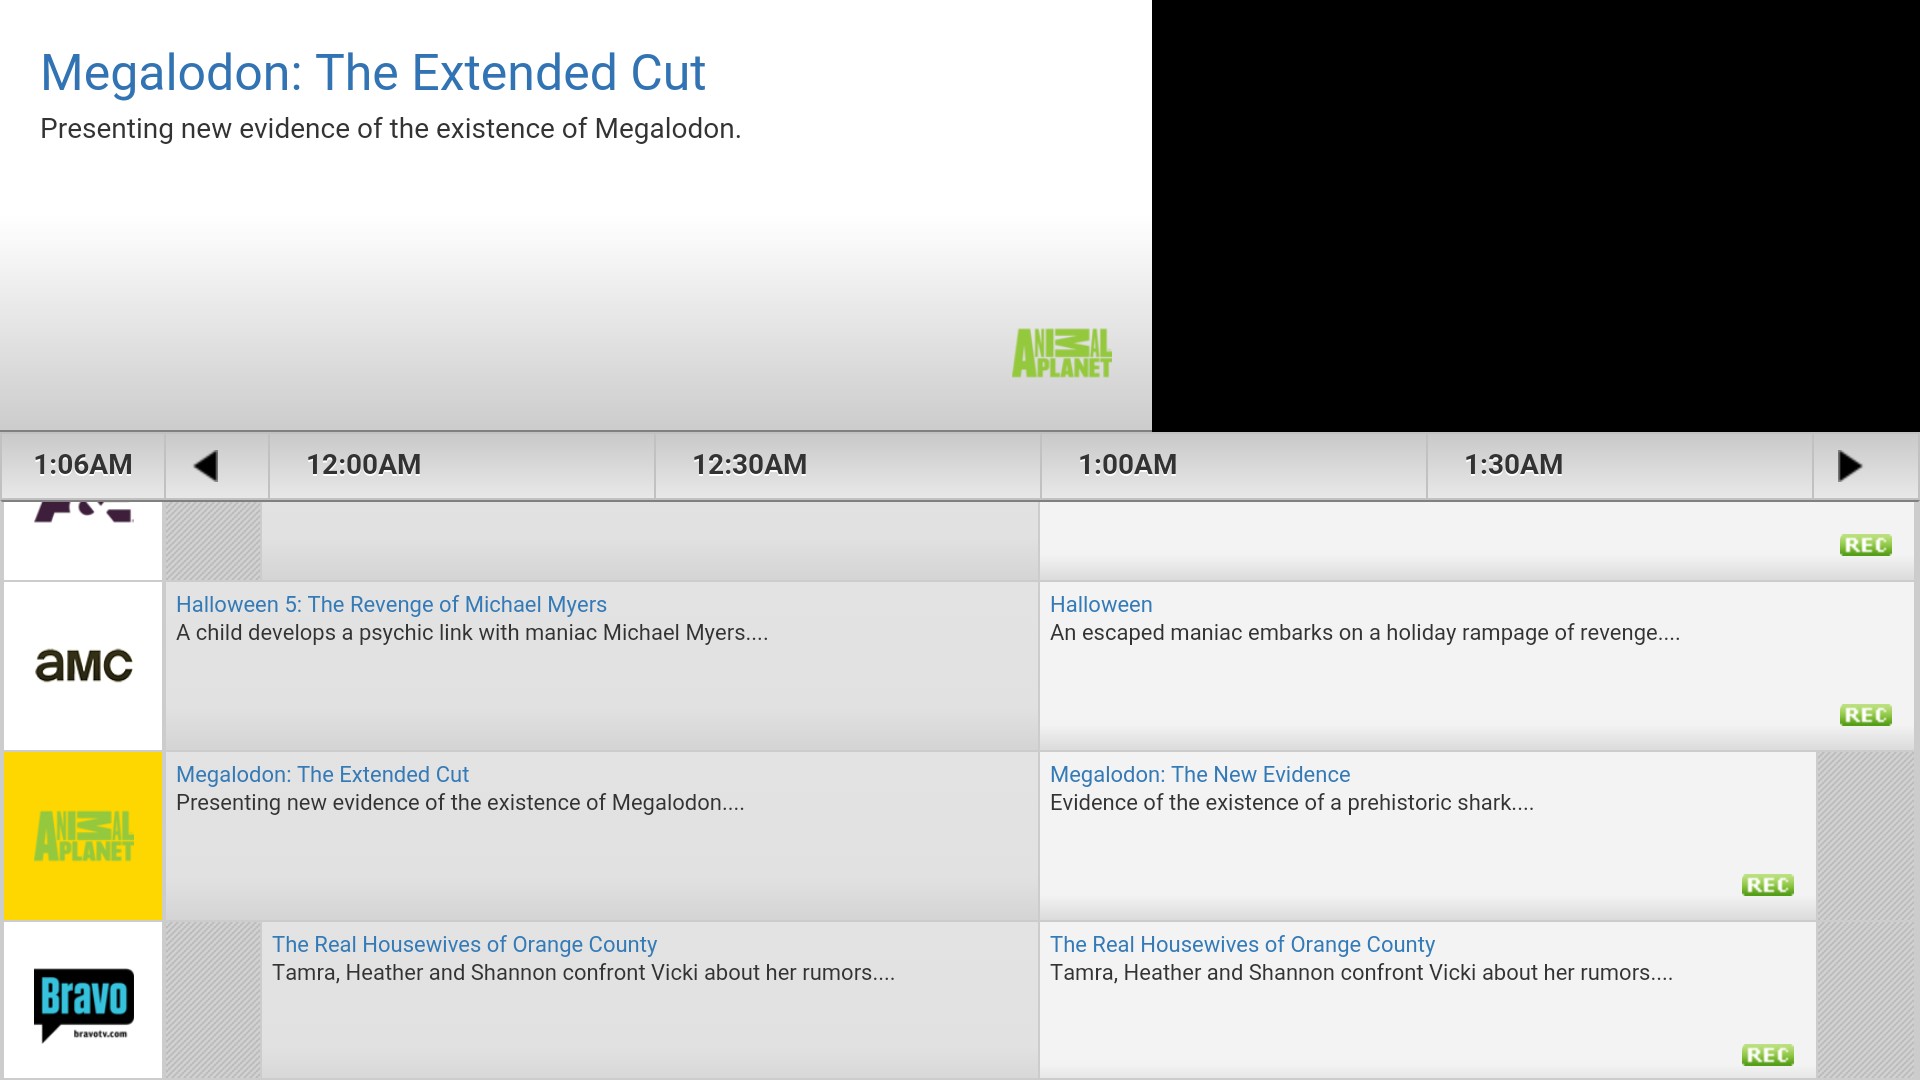 Megalodon: The Extended Cut
Presenting new evidence of the existence of Megalodon.
ANIMAL
PLANET
1:06AM
12:00AM
12:30AM
1:00AM
1:30AM
REC
aMC
Halloween 5: The Revenge of Michael Myers
A child develops a psychic link with maniac Michael Myers....
Halloween
An escaped maniac embarks on a holiday rampage of revenge....
REC
ANIMAL
PLANET
Megalodon: The Extended Cut
Presenting new evidence of the existence of Megalodon....
Megalodon: The New Evidence
Evidence of the existence of a prehistoric shark....
REC
Bravo
bravotv.com
The Real Housewives of Orange County
Tamra, Heather and Shannon confront Vicki about her rumors....
The Real Housewives of Orange County
Tamra, Heather and Shannon confront Vicki about her rumors....
REC